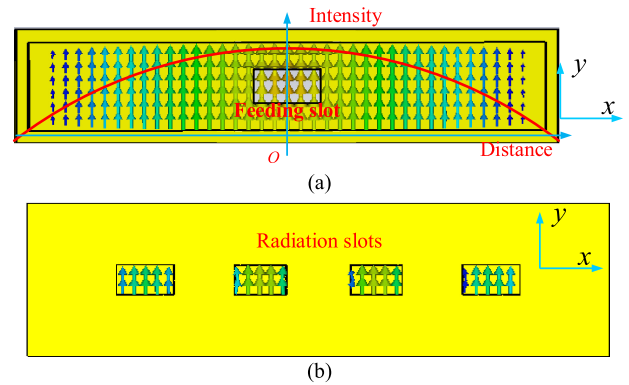 Intensity
y
Feeding slot
x
O
Distance
(a)
Radiation slots
y
x
(b)